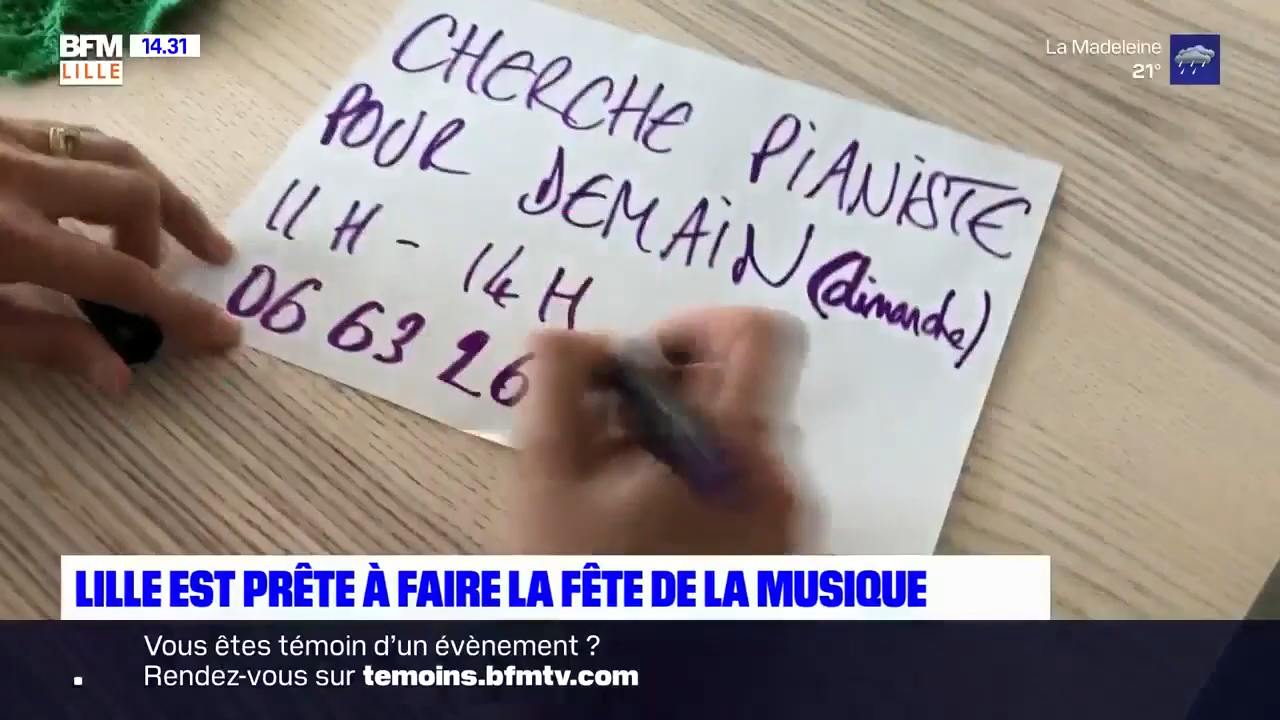 BFM 14.31
LILLE
La Madeleine
21°
CHERCHE PIANISTE
POUR DEMAIN (dimanche)
11 H - 14 H
06 63 26
LILLE EST PRÊTE À FAIRE LA FÊTE DE LA MUSIQUE
Vous êtes témoin d'un évènement ?
Rendez-vous sur temoins.bfmtv.com